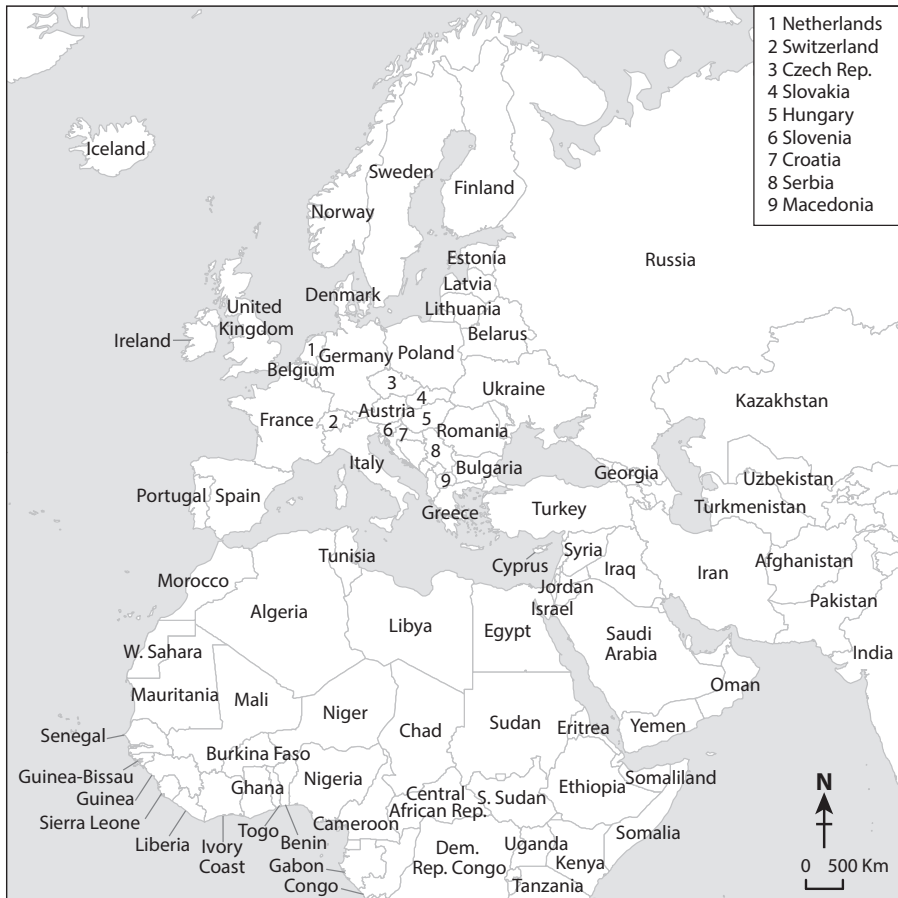 1 Netherlands
2 Switzerland
3 Czech Rep.
4 Slovakia
5 Hungary
6 Slovenia
7 Croatia
8 Serbia
9 Macedonia
Iceland
Sweden
Finland
Norway
Russia
Estonia
Latvia
Denmark
Lithuania
United
Kingdom
Ireland
Belarus
1
Germany
Poland
Belgium
3
Ukraine
4
Kazakhstan
Austria
France
2
5
6
7
Romania
8
Italy
Bulgaria
Georgia
9
Uzbekistan
Portugal
Spain
Turkmenistan
Greece
Turkey
Tunisia
Syria
Cyprus
Afghanistan
Morocco
Iraq
Iran
Jordan
Pakistan
Algeria
Israel
Libya
Egypt
Saudi
Arabia
W. Sahara
India
Mauritania
Mali
Oman
Niger
Chad
Sudan
Eritrea
Yemen
Senegal
Burkina Faso
Guinea-Bissau
Nigeria
Ghana
Ethiopia
Somaliland
Guinea
Central
African Rep.
S. Sudan
Sierra Leone
Togo
Cameroon
Somalia
Liberia
Ivory
Coast
Benin
Uganda
Dem.
Rep. Congo
Kenya
Gabon
Congo
Tanzania
N
0 500 Km